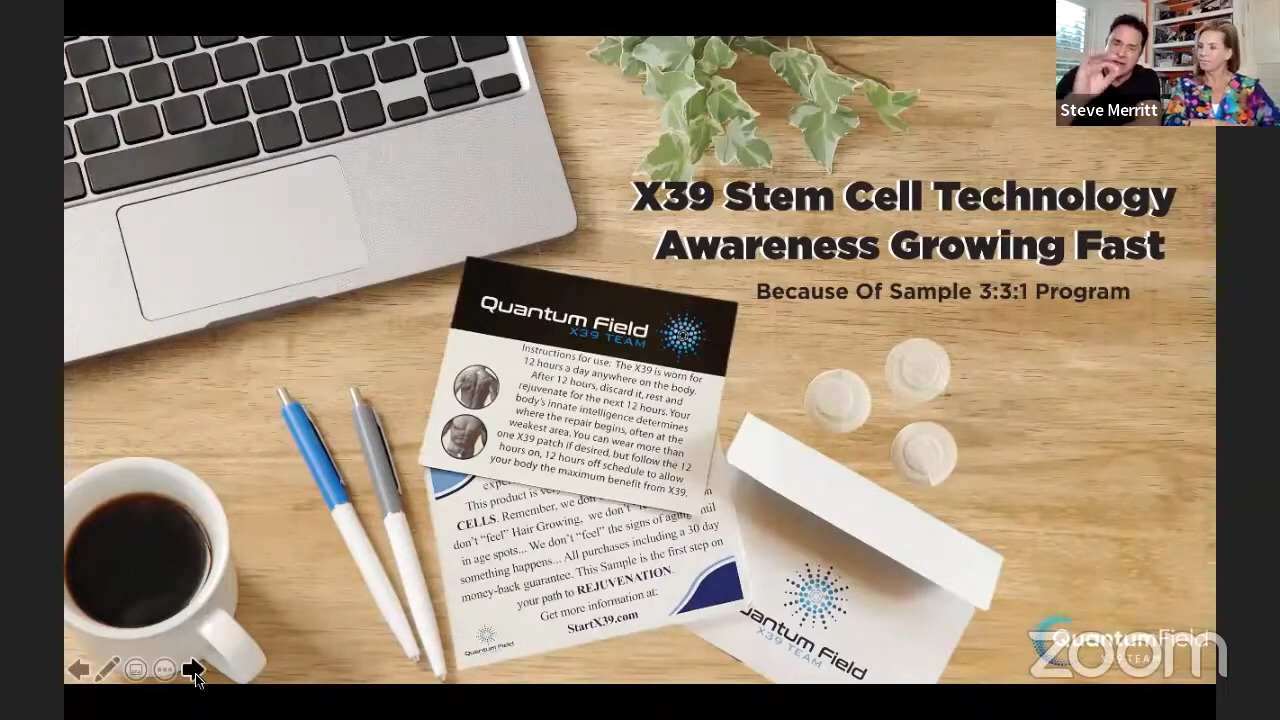 Steve Merritt
X39 Stem Cell Technology
Awareness Growing Fast
Because Of Sample 3:3:1 Program
Quantum Field
X39 TEAM
Instructions for use: The X39 is worn for
12 hours a day anywhere on the body.
After 12 hours, discard it, rest and
rejuvenate for the next 12 hours. Your
body's innate intelligence determines
where the repair begins, often at the
weakest area. You can wear more than
one X39 patch if desired, but follow the 12
hours on, 12 hours off schedule to allow
your body the maximum benefit from X39.
This product is
CELLS. Remember, we don
don't "feel" Hair Growing, we don't
in age spots... We don't "feel" the signs of aging until
something happens... All purchases including a 30 day
money-back guarantee. This Sample is the first step on
your path to REJUVENATION.
Get more information at:
StartX39.com
Quantum Field
uantum Field
X39 TEAM
QuantumField
X39 TEAM
zoom